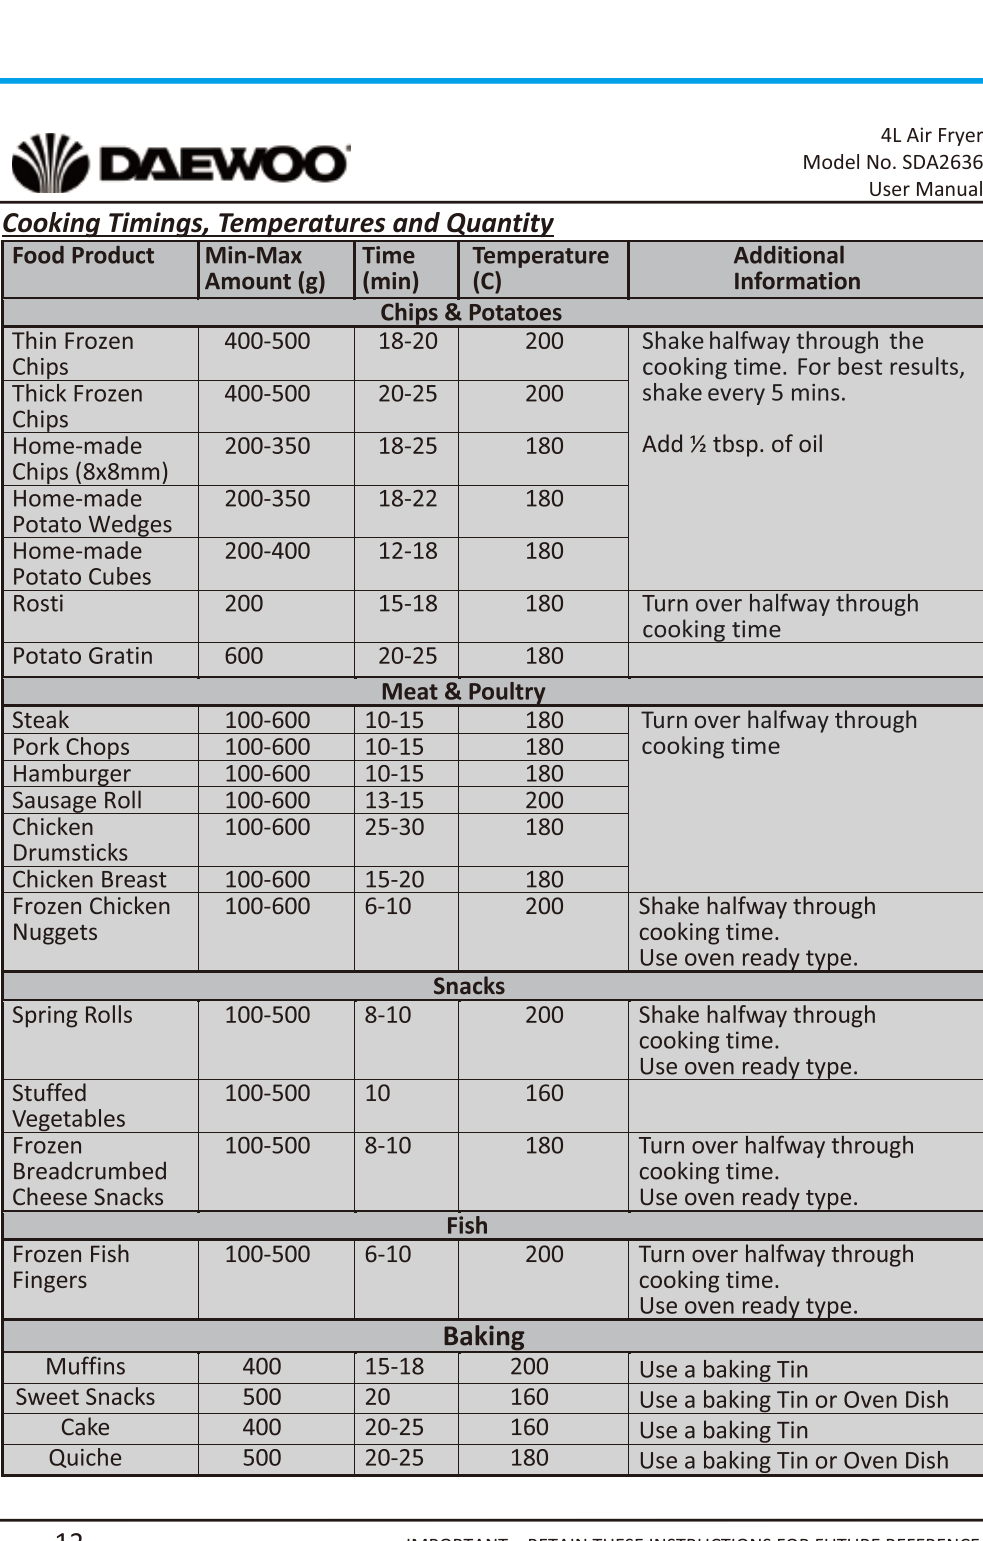 DAEWOO
4L Air Fryer
Model No. SDA2636
User Manual
Cooking Timings, Temperatures and Quantity
Food Product Min-Max Amount (g) Time (min) Temperature (C) Additional Information
Chips & Potatoes
Thin Frozen Chips 400-500 18-20 200 Shake halfway through the cooking time. For best results, shake every 5 mins.
Thick Frozen Chips 400-500 20-25 200
Add ½ tbsp. of oil
Home-made Chips (8x8mm) 200-350 18-25 180
Home-made Potato Wedges 200-350 18-22 180
Home-made Potato Cubes 200-400 12-18 180
Rosti 200 15-18 180 Turn over halfway through cooking time
Potato Gratin 600 20-25 180
Meat & Poultry
Steak 100-600 10-15 180 Turn over halfway through cooking time
Pork Chops 100-600 10-15 180
Hamburger 100-600 10-15 180
Sausage Roll 100-600 13-15 200
Chicken Drumsticks 100-600 25-30 180
Chicken Breast 100-600 15-20 180
Frozen Chicken Nuggets 100-600 6-10 200 Shake halfway through cooking time. Use oven ready type.
Snacks
Spring Rolls 100-500 8-10 200 Shake halfway through cooking time. Use oven ready type.
Stuffed Vegetables 100-500 10 160
Frozen Breadcrumbed Cheese Snacks 100-500 8-10 180 Turn over halfway through cooking time. Use oven ready type.
Fish
Frozen Fish Fingers 100-500 6-10 200 Turn over halfway through cooking time. Use oven ready type.
Baking
Muffins 400 15-18 200 Use a baking Tin
Sweet Snacks 500 20 160 Use a baking Tin or Oven Dish
Cake 400 20-25 160 Use a baking Tin
Quiche 500 20-25 180 Use a baking Tin or Oven Dish
12
IMPORTANT – RETAIN THESE INSTRUCTIONS FOR FUTURE REFERENCE